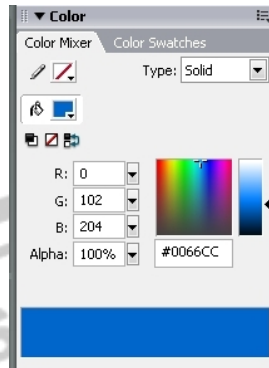 Color
Color Mixer Color Swatches
Type: Solid
R: 0
G: 102
B: 204
Alpha: 100% #0066CC